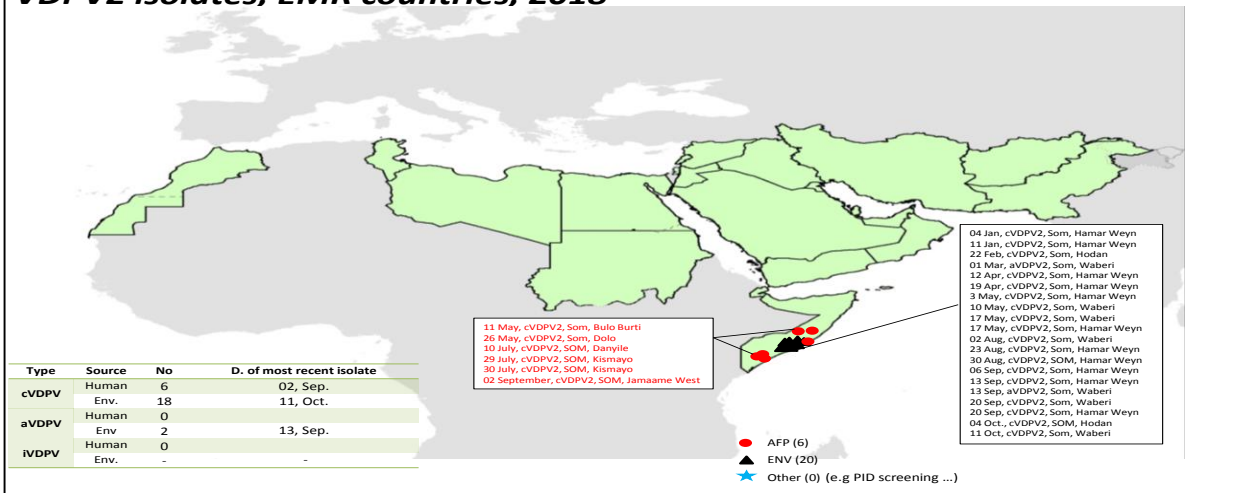 VDPV2 isolates, EMR countries, 2018
04 Jan, cVDPV2, Som, Hamar Weyn
11 Jan, cVDPV2, Som, Hamar Weyn
22 Feb, cVDPV2, Som, Hodan
01 Mar, aVDPV2, Som, Waberi
12 Apr, cVDPV2, Som, Hamar Weyn
19 Apr, cVDPV2, Som, Hamar Weyn
3 May, cVDPV2, Som, Hamar Weyn
10 May, cVDPV2, Som, Waberi
17 May, cVDPV2, Som, Waberi
17 May, cVDPV2, Som, Hamar Weyn
02 Aug, cVDPV2, Som, Waberi
23 Aug, cVDPV2, Som, Hamar Weyn
30 Aug, cVDPV2, SOM, Hamar Weyn
06 Sep, cVDPV2, Som, Hamar Weyn
13 Sep, cVDPV2, Som, Hamar Weyn
13 Sep, aVDPV2, Som, Waberi
20 Sep, cVDPV2, Som, Waberi
20 Sep, cVDPV2, Som, Hamar Weyn
04 Oct., cVDPV2, SOM, Hodan
11 Oct, cVDPV2, Som, Waberi
11 May, cVDPV2, Som, Bulo Burti
26 May, cVDPV2, Som, Dolo
10 July, cVDPV2, SOM, Danyile
29 July, cVDPV2, SOM, Kismayo
30 July, cVDPV2, SOM, Kismayo
02 September, cVDPV2, SOM, Jamaame West
Type Source No D. of most recent isolate
cVDPV Human 6 02, Sep.
Env. 18 11, Oct.
aVDPV Human 0
Env 2 13, Sep.
iVDPV Human 0
Env. - -
AFP (6)
ENV (20)
Other (0) (e.g PID screening ...)